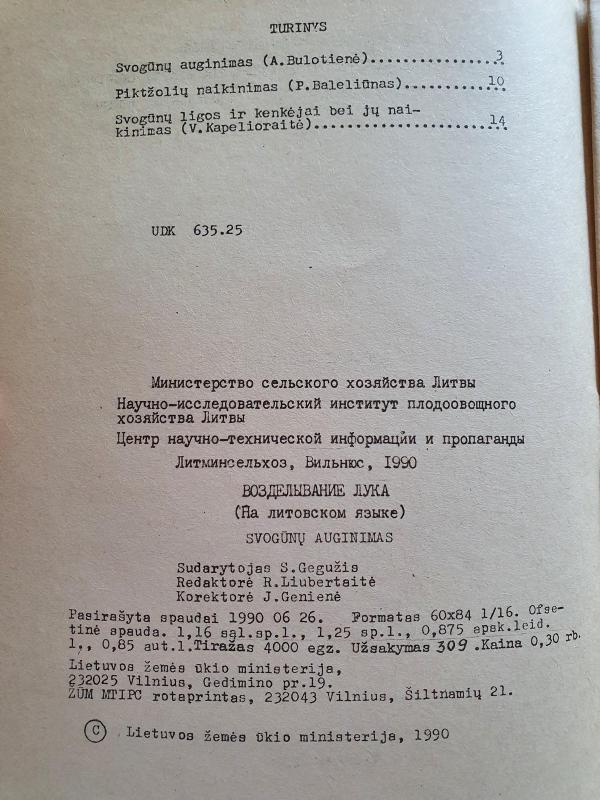 TURINYS
Svogūnų auginimas (A.Bulotienė)................ 3
Piktžolių naikinimas (P.Baleliūnas)............ 10
Svogūnų ligos ir kenkėjai bei jų nai-
kinimas (V.Kapelioraitė)....................... 14
UDK 635.25
Министерство сельского хозяйства Литвы
Научно-исследовательский институт плодоовощного
хозяйства Литвы
Центр научно-технической информации и пропаганды
Литминсельхоз, Вильнюс, 1990
ВОЗДЕЛЫВАНИЕ ЛУКА
(На литовском языке)
SVOGŪNŲ AUGINIMAS
Sudarytojas S.Gegužis
Redaktorė R.Liubertaitė
Korektorė J.Genienė
Pasirašyta spaudai 1990 06 26. Formatas 60x84 1/16. Ofse-
tinė spauda. 1,16 sąl.sp.l., 1,25 sp.l., 0,875 apsk.leid.
l., 0,85 aut.l.Tiražas 4000 egz. Užsakymas 309.Kaina 0,30 rb.
Lietuvos žemės ūkio ministerija,
232025 Vilnius, Gedimino pr.19.
ŽŪM MTIPC rotaprintas, 232043 Vilnius, Šiltnamių 21.
© Lietuvos žemės ūkio ministerija, 1990